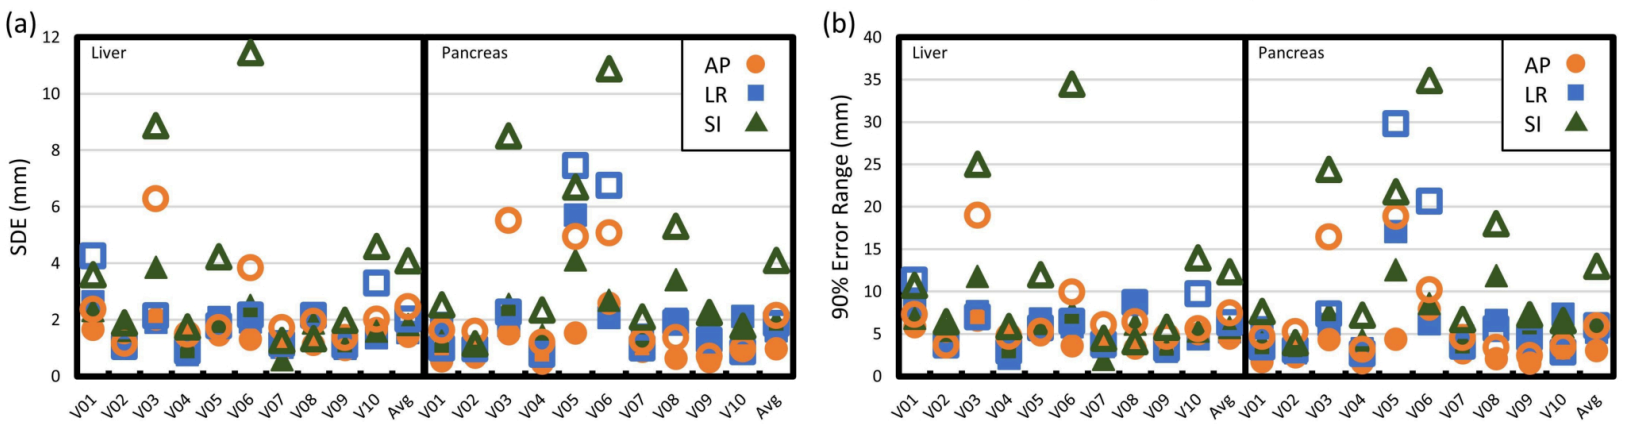 (a)
SDE (mm)
12
10
8
6
4
2
0
Liver
Pancreas
AP
LR
SI
V01 V02 V03 V04 V05 V06 V07 V08 V09 V10 Avg V01 V02 V03 V04 V05 V06 V07 V08 V09 V10 Avg
(b)
90% Error Range (mm)
40
35
30
25
20
15
10
5
0
Liver
Pancreas
AP
LR
SI
V01 V02 V03 V04 V05 V06 V07 V08 V09 V10 Avg V01 V02 V03 V04 V05 V06 V07 V08 V09 V10 Avg